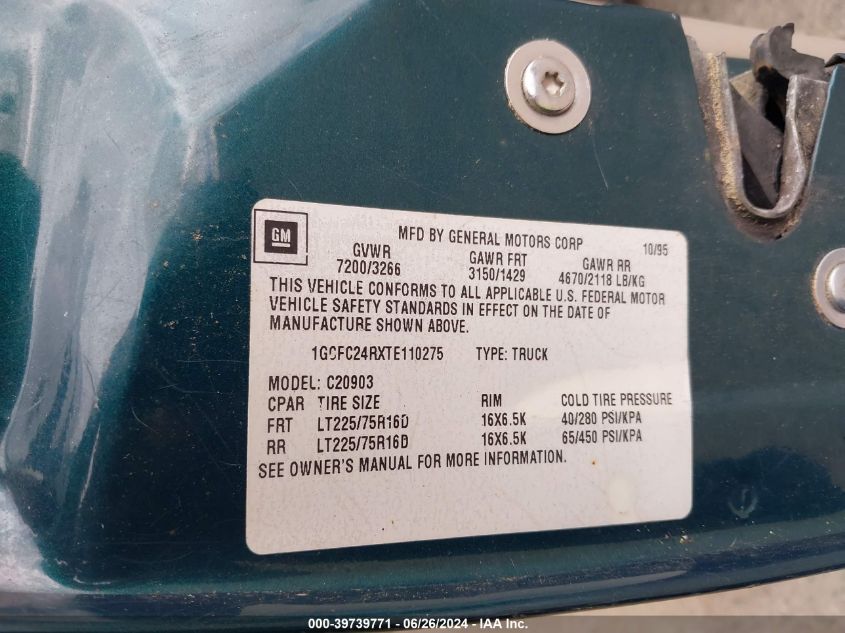 GM
MFD BY GENERAL MOTORS CORP 10/95
GVWR GAWR FRT GAWR RR
7200/3266 3150/1429 4670/2118 LB/KG
THIS VEHICLE CONFORMS TO ALL APPLICABLE U.S. FEDERAL MOTOR
VEHICLE SAFETY STANDARDS IN EFFECT ON THE DATE OF
MANUFACTURE SHOWN ABOVE.
1GCFC24RXTE110275 TYPE: TRUCK
MODEL: C20903
CPAR TIRE SIZE RIM COLD TIRE PRESSURE
FRT LT225/75R16D 16X6.5K 40/280 PSI/KPA
RR LT225/75R16D 16X6.5K 65/450 PSI/KPA
SEE OWNER'S MANUAL FOR MORE INFORMATION.
000-39739771 / 06/26/2024 / IAA Inc.